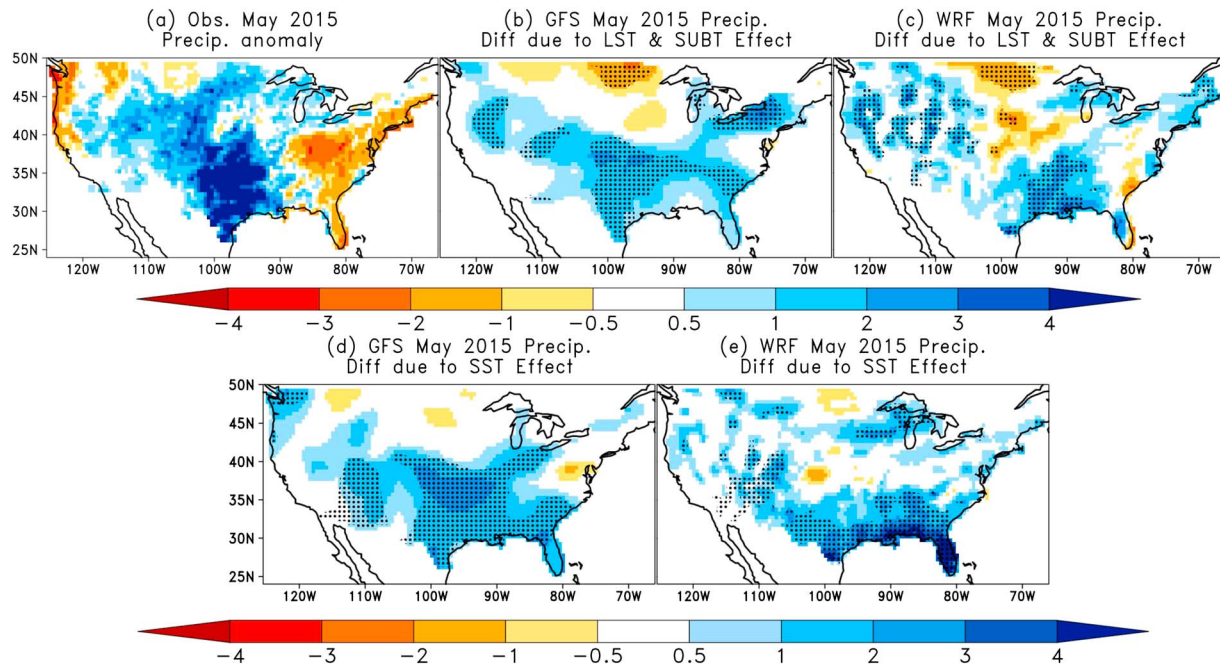 (a) Obs. May 2015
Precip. anomaly
(b) GFS May 2015 Precip.
Diff due to LST & SUBT Effect
(c) WRF May 2015 Precip.
Diff due to LST & SUBT Effect
50N
45N
40N
35N
30N
25N
120W 110W 100W 90W 80W 70W
120W 110W 100W 90W 80W 70W
120W 110W 100W 90W 80W 70W
-4 -3 -2 -1 -0.5 0.5 1 2 3 4
(d) GFS May 2015 Precip.
Diff due to SST Effect
(e) WRF May 2015 Precip.
Diff due to SST Effect
50N
45N
40N
35N
30N
25N
120W 110W 100W 90W 80W 70W
120W 110W 100W 90W 80W 70W
-4 -3 -2 -1 -0.5 0.5 1 2 3 4